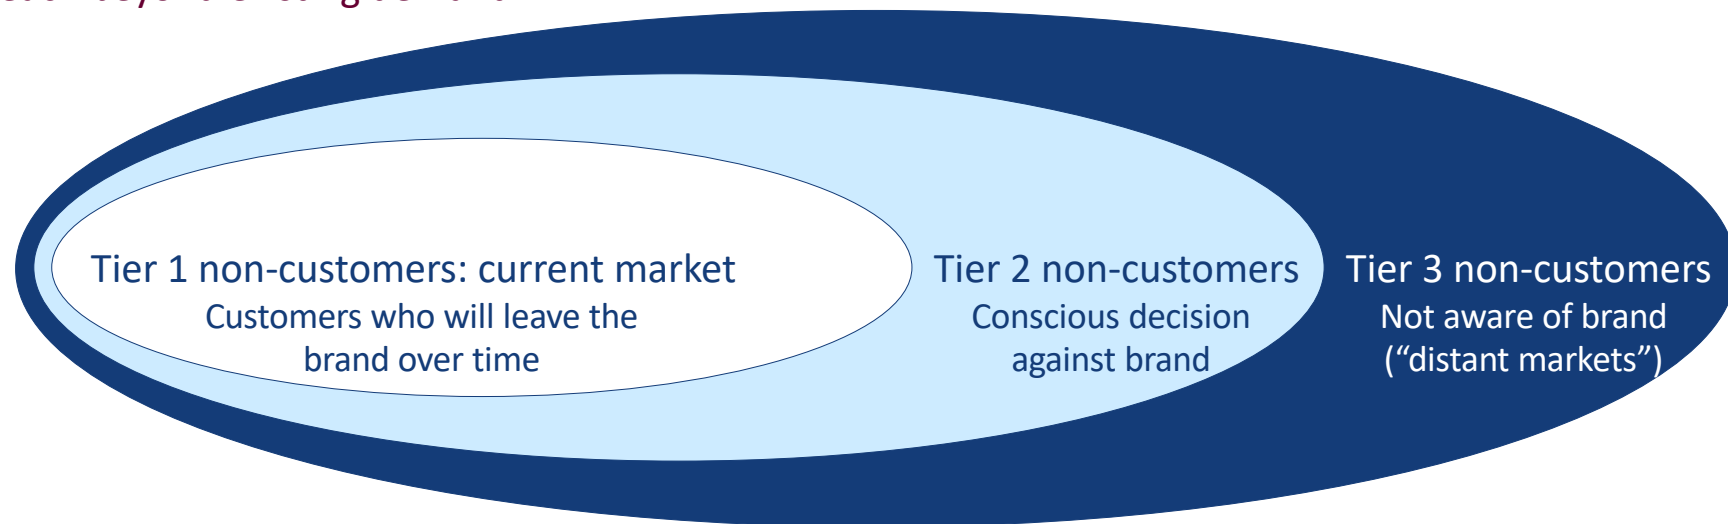 Tier 1 non-customers: current market
Customers who will leave the
brand over time
Tier 2 non-customers
Conscious decision
against brand
Tier 3 non-customers
Not aware of brand
(“distant markets”)